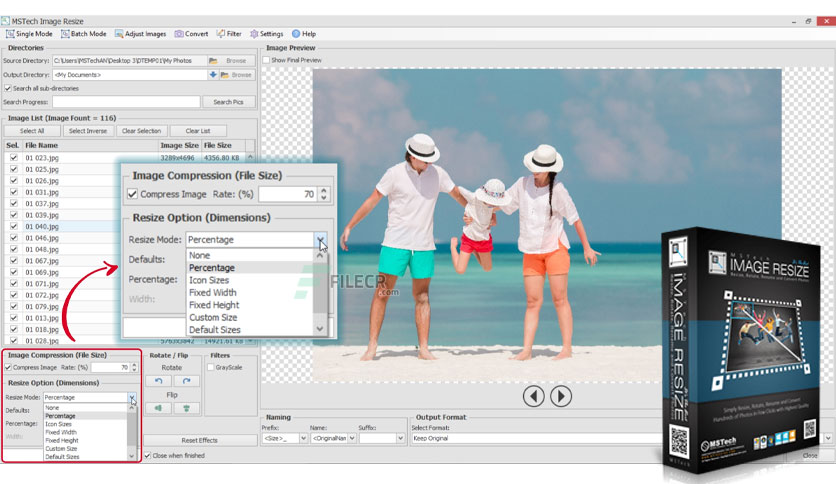 MSTech Image Resize
Single Mode Batch Mode Adjust Images Convert Filter Settings Help
Directories
Source Directory: C:\Users\MSTechAN\Desktop 3\DTEMP01\My Photos Browse
Output Directory: <My Documents> Browse
Search all sub-directories
Search Progress: Search Pics
Image List (Image Count = 116)
Select All Select Inverse Clear Selection Clear List
Sel. File Name Image Size File Size
01 023.jpg 3289x4696 4356.80 KB
01 025.jpg
01 026.jpg
01 031.jpg
01 037.jpg
01 039.jpg
01 040.jpg
01 046.jpg
01 048.jpg
01 067.jpg
01 069.jpg
01 071.jpg
01 072.jpg
01 079.jpg
01 013.jpg
01 018.jpg
01 028.jpg 5763x3842 14921.61 KB
Image Compression (File Size)
Compress Image Rate: (%) 70
Resize Option (Dimensions)
Resize Mode: Percentage
Defaults:
Percentage:
Width:
None
Percentage
Icon Sizes
Fixed Width
Fixed Height
Custom Size
Default Sizes
Image Compression (File Size)
Compress Image Rate: (%) 70
Resize Option (Dimensions)
Resize Mode: Percentage
Defaults:
Percentage:
Width:
None
Percentage
Icon Sizes
Fixed Width
Fixed Height
Custom Size
Default Sizes
Rotate / Flip
Rotate
Flip
Filters
GrayScale
Reset Effects
Close when finished
Image Preview
Show Final Preview
FILECR
.com
Naming
Prefix: Name: Suffix:
<Size>_ <OriginalNam
Output Format
Select Format:
Keep Original
Close
MSTech
IMAGE RESIZE
Resize, Rotate, Rename and Convert Photos
IMAGE RESIZE
MSTech
Simply Resize, Rotate, Rename and Convert
Hundreds of Photos in Few Clicks with Highest Quality
MSTech